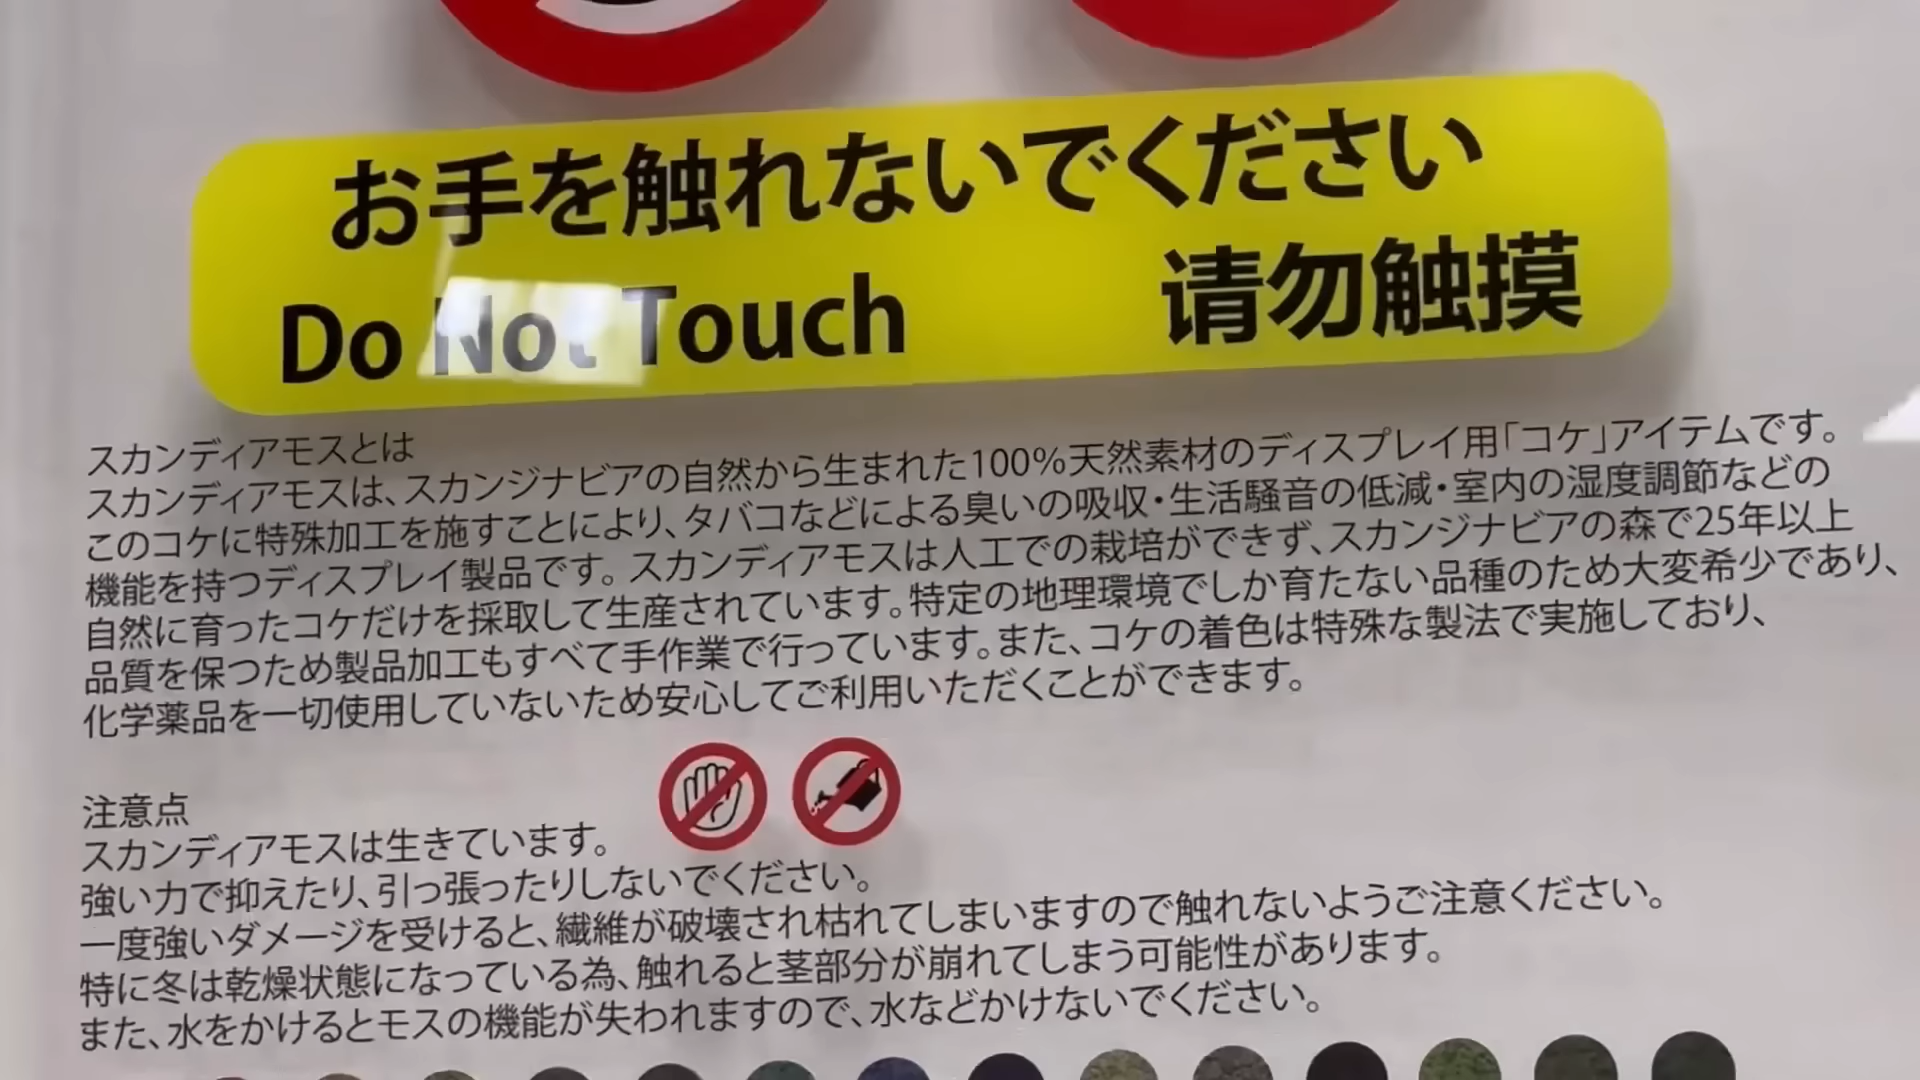 お手を触れないでください
Do Not Touch
请勿触摸
スカンディアモスとは
スカンディアモスは、スカンジナビアの自然から生まれた100%天然素材のディスプレイ用「コケ」アイテムです。
このコケに特殊加工を施すことにより、タバコなどによる臭いの吸収・生活騒音の低減・室内の湿度調節などの
機能を持つディスプレイ製品です。スカンディアモスは人工での栽培ができず、スカンジナビアの森で25年以上
自然に育ったコケだけを採取して生産されています。特定の地理環境でしか育たない品種のため大変希少であり、
品質を保つため製品加工もすべて手作業で行っています。また、コケの着色は特殊な製法で実施しており、
化学薬品を一切使用していないため安心してご利用いただくことができます。
注意点
スカンディアモスは生きています。
強い力で抑えたり、引っ張ったりしないでください。
一度強いダメージを受けると、繊維が破壊され枯れてしまいますので触れないようご注意ください。
特に冬は乾燥状態になっている為、触れると茎部分が崩れてしまう可能性があります。
また、水をかけるとモスの機能が失われますので、水などかけないでください。